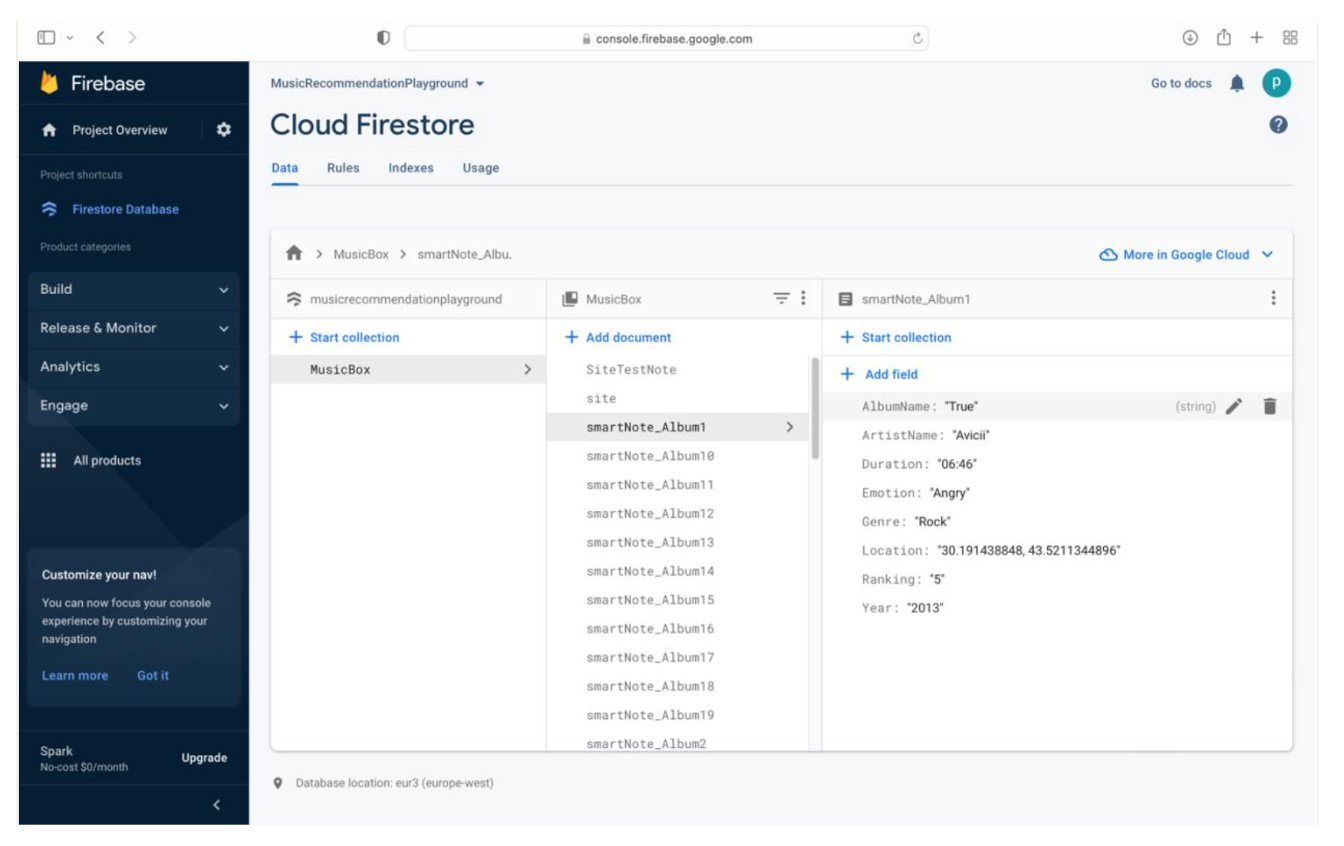 console.firebase.google.com
Firebase
Project Overview
Project shortcuts
Firestore Database
Product categories
Build
Release & Monitor
Analytics
Engage
All products
Customize your nav!
You can now focus your console
experience by customizing your
navigation
Learn more Got it
Spark
No-cost $0/month
Upgrade
MusicRecommendationPlayground
Go to docs
p
Cloud Firestore
Data Rules Indexes Usage
MusicBox > smartNote_Albu.
More in Google Cloud
musicrecommendationplayground
+ Start collection
MusicBox
MusicBox
+ Add document
SiteTestNote
site
smartNote_Album1
smartNote_Album10
smartNote_Album11
smartNote_Album12
smartNote_Album13
smartNote_Album14
smartNote_Album15
smartNote_Album16
smartNote_Album17
smartNote_Album18
smartNote_Album19
smartNote_Album2
smartNote_Album1
+ Start collection
+ Add field
AlbumName: "True" (string)
ArtistName: "Avicii"
Duration: "06:46"
Emotion: "Angry"
Genre: "Rock"
Location: "30.191438848, 43.5211344896"
Ranking: "5"
Year: "2013"
Database location: eur3 (europe-west)